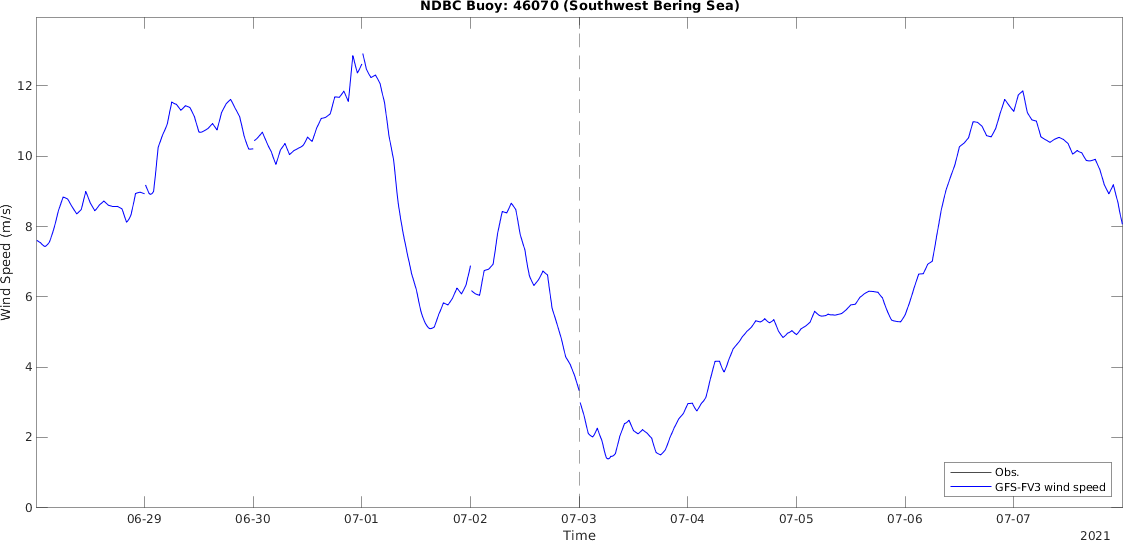 NDBC Buoy: 46070 (Southwest Bering Sea)
Wind Speed (m/s)
12
10
8
6
4
2
0
Obs.
GFS-FV3 wind speed
06-29 06-30 07-01 07-02 07-03 07-04 07-05 07-06 07-07
Time
2021